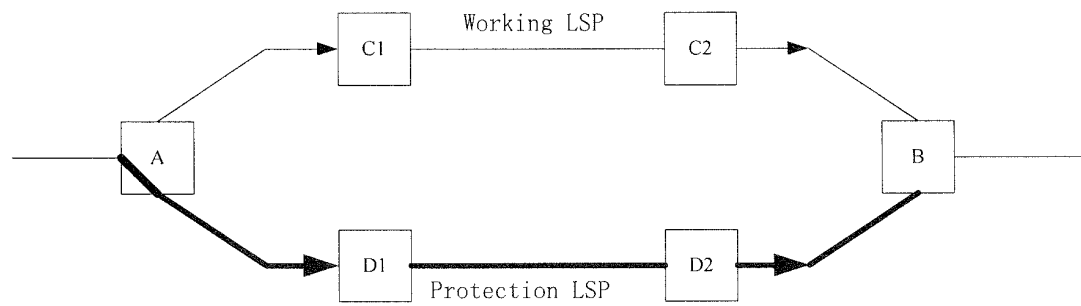 Working LSP
C1
C2
A
B
D1
D2
Protection LSP